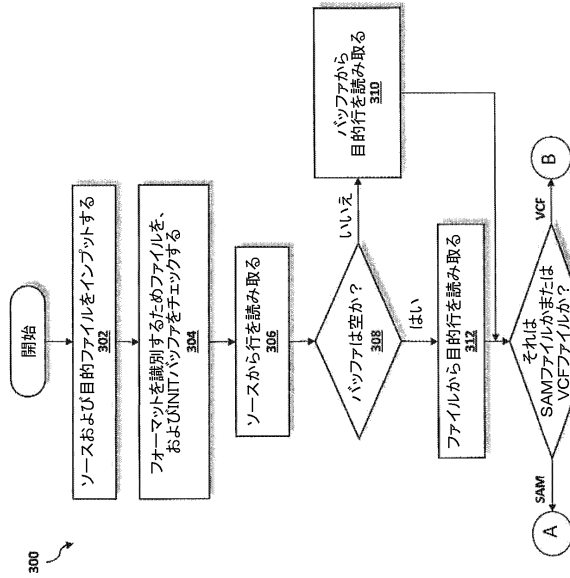 300
開始
ソースおよび目的ファイルをインプットする
302
フォーマットを識別するためファイルを、
およびINITバッファをチェックする
304
ソースから行を読み取る
306
バッファは空か?
308
いいえ
バッファから
目的行を読み取る
310
はい
ファイルから目的行を読み取る
312
それは
SAMファイルかまたは
VCFファイルか?
SAM
A
VCF
B